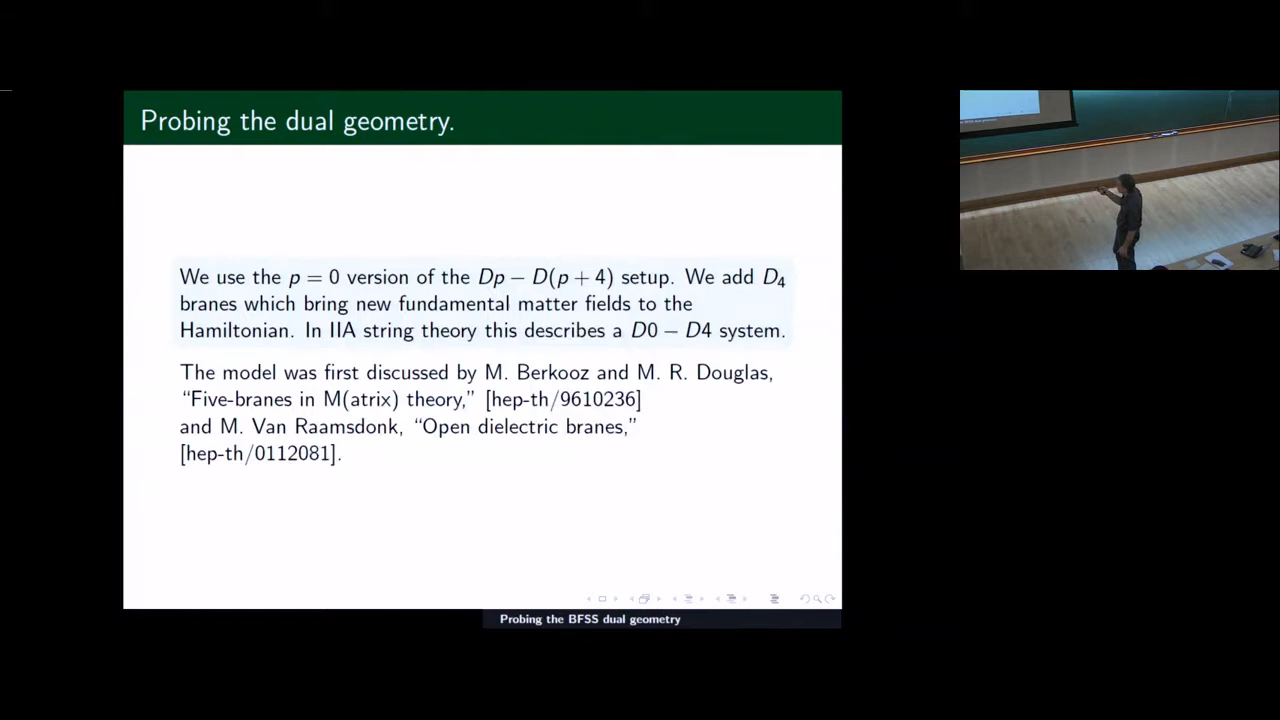 Probing the dual geometry.
We use the p = 0 version of the Dp − D(p + 4) setup. We add D₄
branes which bring new fundamental matter fields to the
Hamiltonian. In IIA string theory this describes a D0 − D4 system.
The model was first discussed by M. Berkooz and M. R. Douglas,
“Five-branes in M(atrix) theory,” [hep-th/9610236]
and M. Van Raamsdonk, “Open dielectric branes,”
[hep-th/0112081].
Probing the BFSS dual geometry